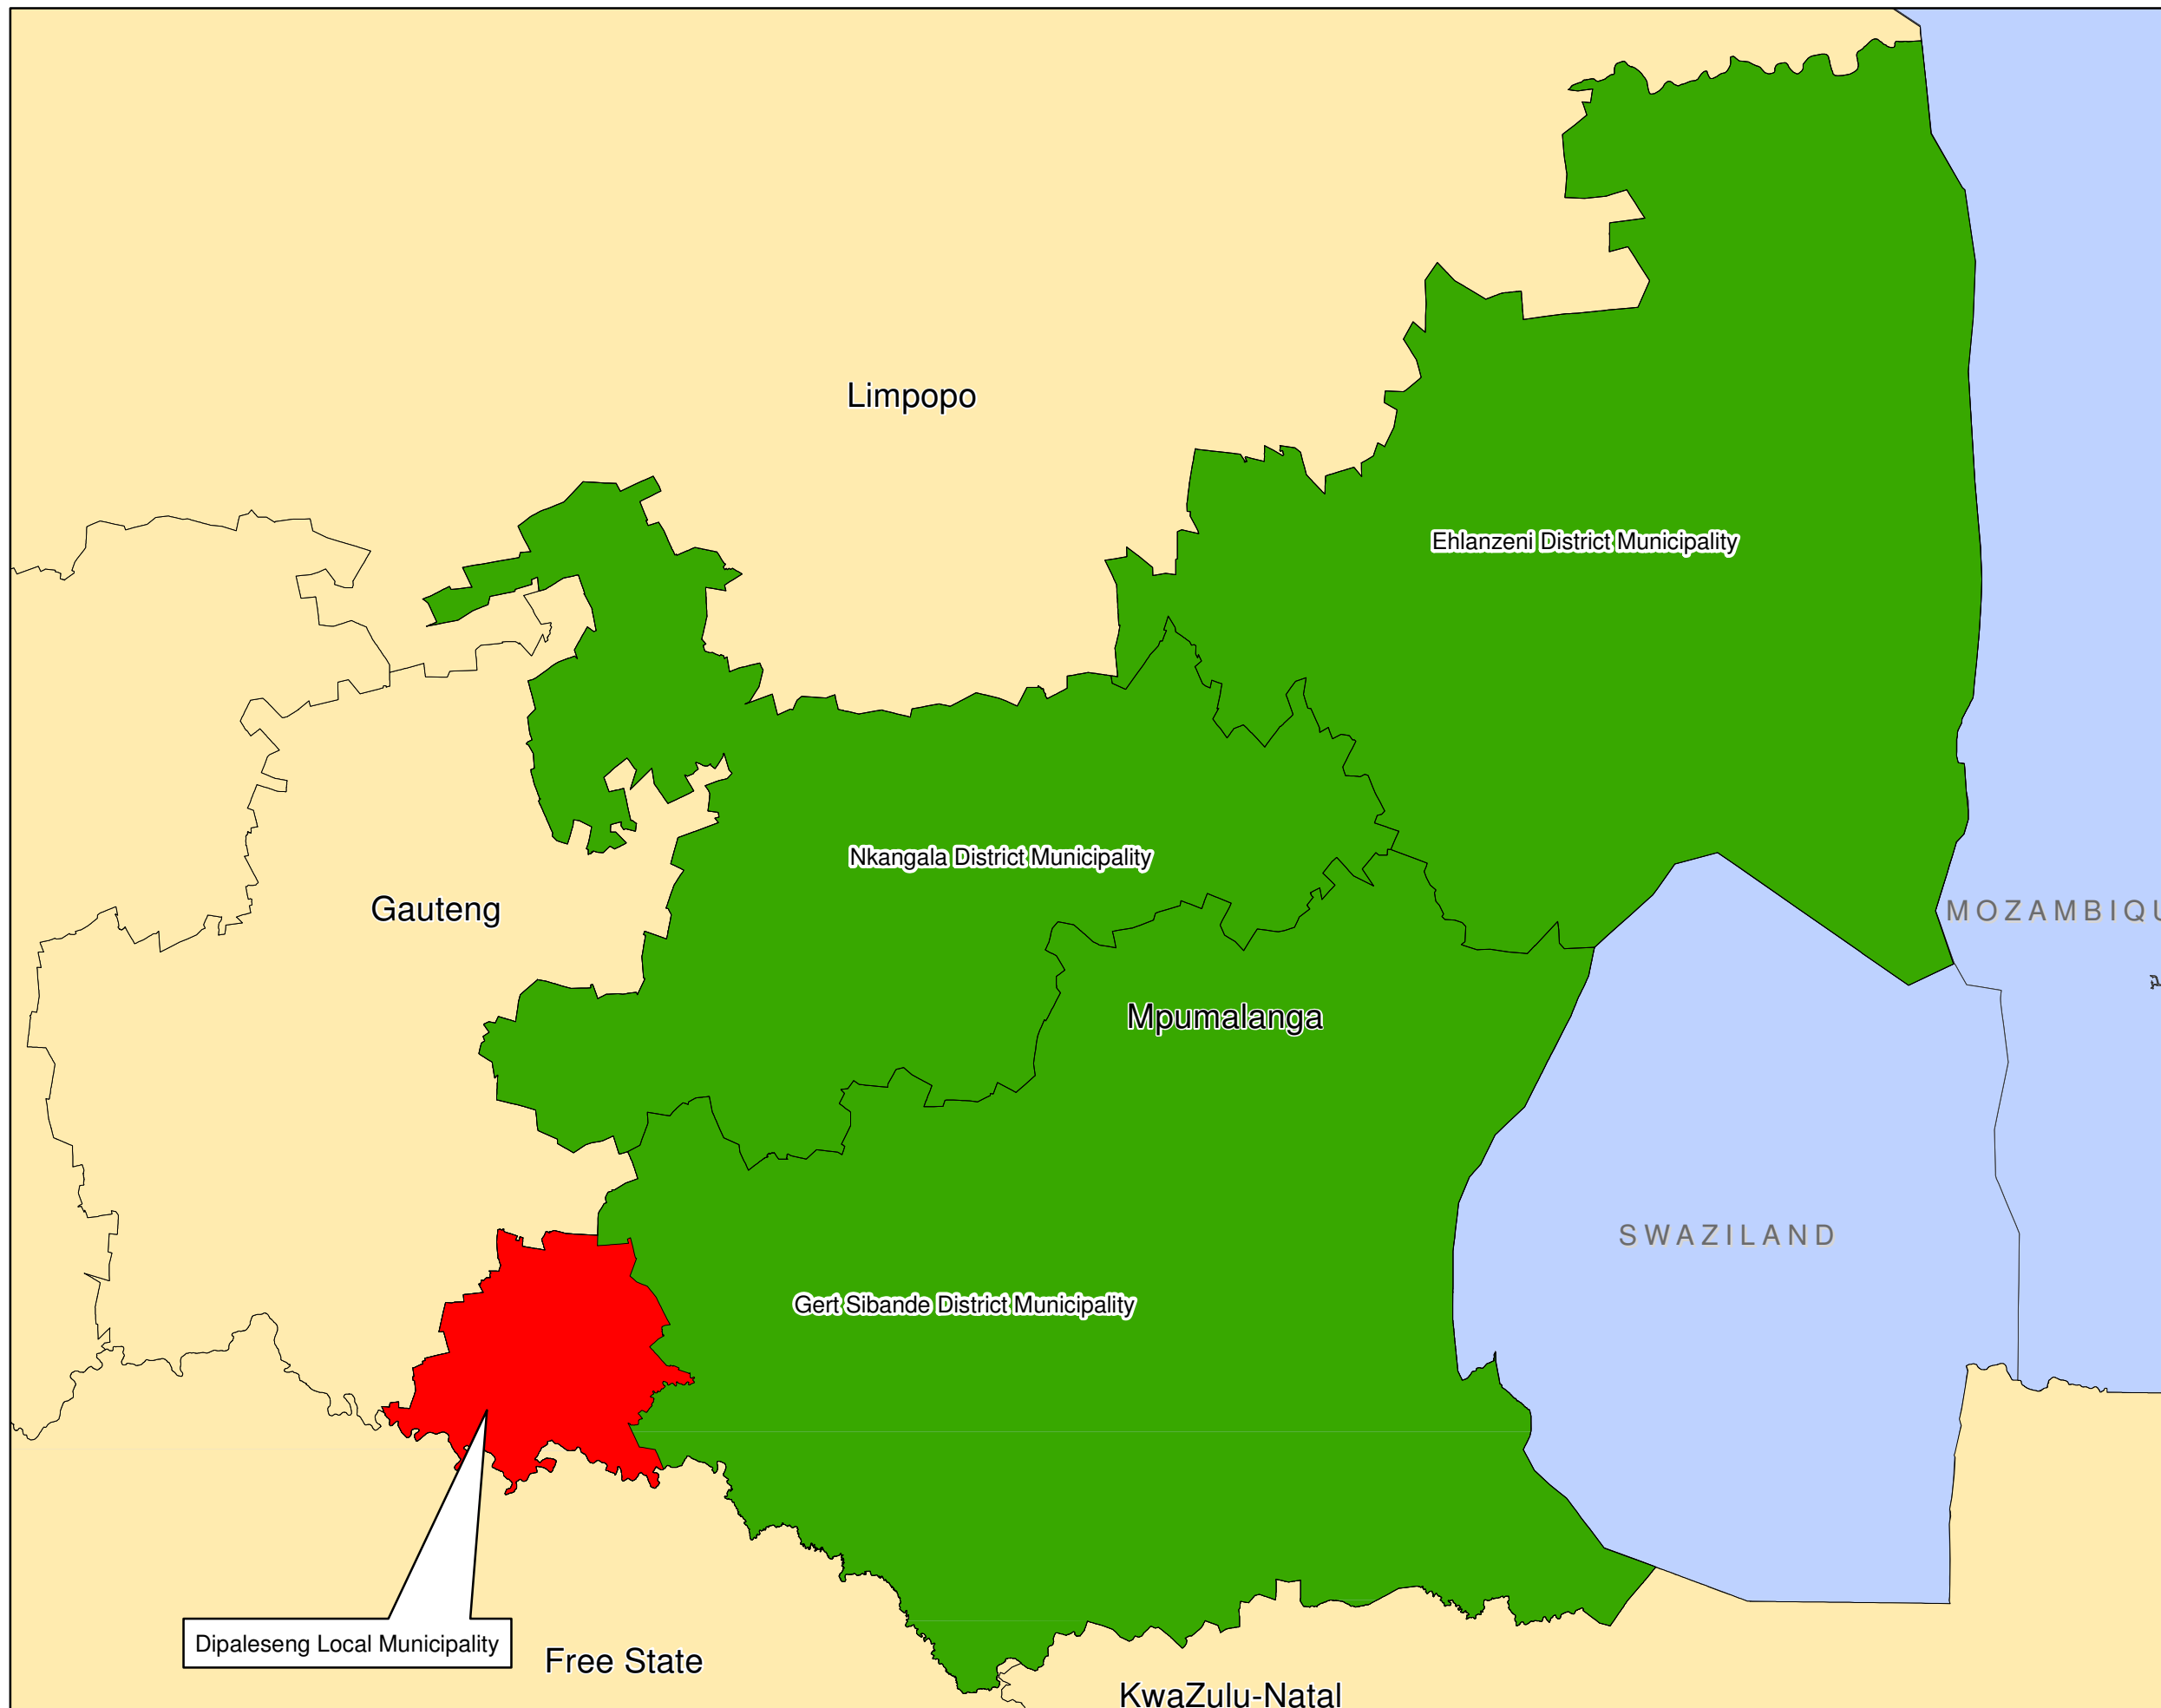 Limpopo
Ehlanzeni District Municipality
Nkangala District Municipality
Gauteng
MOZAMBIQU
Mpumalanga
SWAZILAND
Gert Sibande District Municipality
Dipaleseng Local Municipality
Free State
KwaZulu-Natal